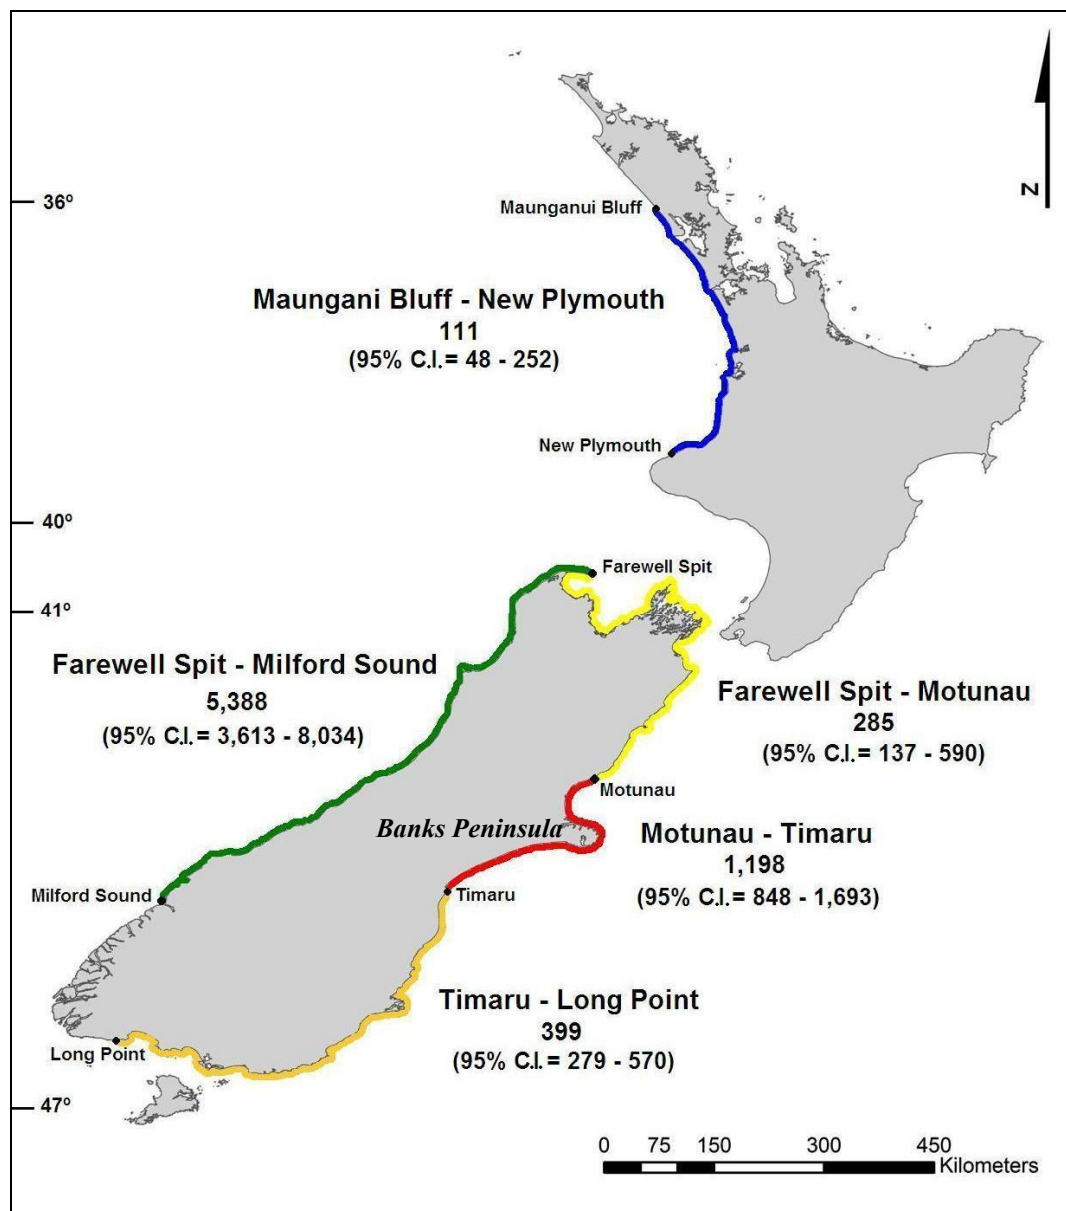 Z
36º
Maunganui Bluff
Maungani Bluff - New Plymouth
111
(95% C.I.= 48 - 252)
New Plymouth
40º
Farewell Spit
41º
Farewell Spit - Milford Sound
5,388
(95% C.I.= 3,613 - 8,034)
Farewell Spit - Motunau
285
(95% C.I.= 137 - 590)
Motunau
Banks Peninsula
Motunau - Timaru
1,198
(95% C.I.= 848 - 1,693)
Milford Sound
Timaru
Timaru - Long Point
399
(95% C.I.= 279 - 570)
Long Point
47º
0 75 150 300 450
Kilometers